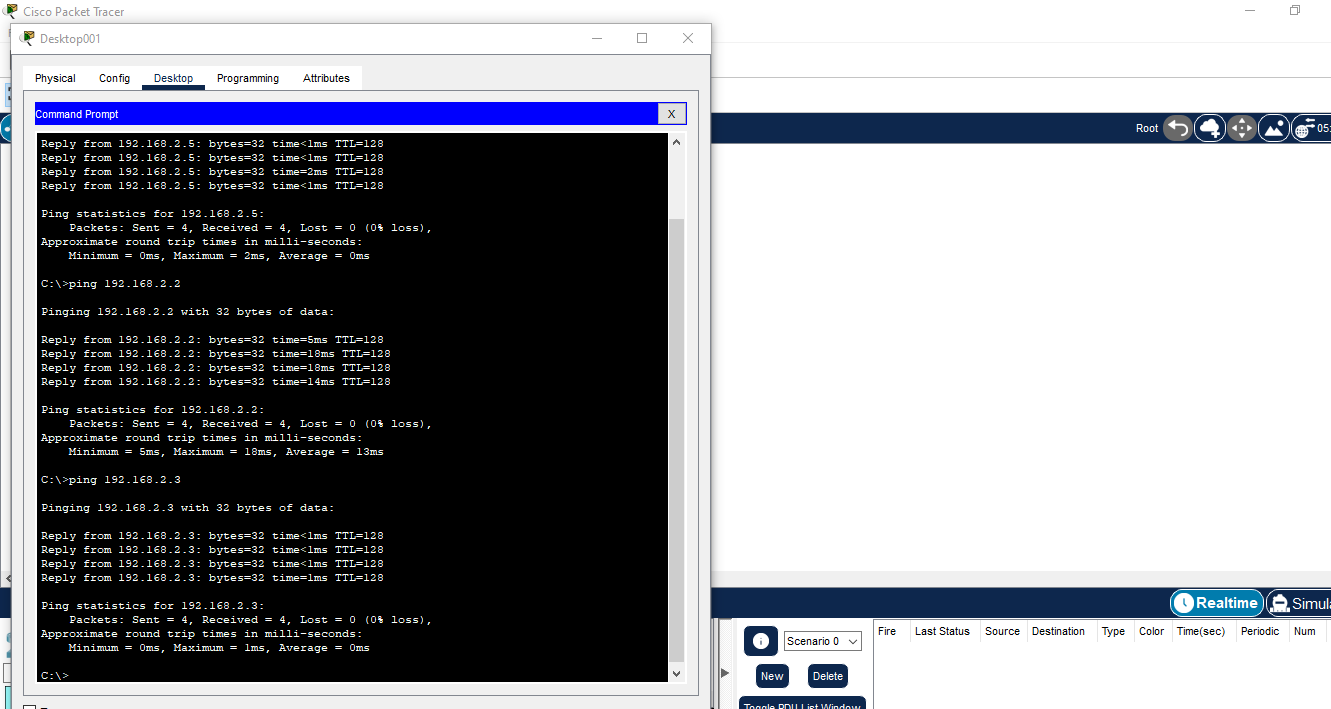 Cisco Packet Tracer
Desktop001
Physical Config Desktop Programming Attributes
Command Prompt X
Reply from 192.168.2.5: bytes=32 time<1ms TTL=128
Reply from 192.168.2.5: bytes=32 time<1ms TTL=128
Reply from 192.168.2.5: bytes=32 time=2ms TTL=128
Reply from 192.168.2.5: bytes=32 time<1ms TTL=128
Ping statistics for 192.168.2.5:
Packets: Sent = 4, Received = 4, Lost = 0 (0% loss),
Approximate round trip times in milli-seconds:
Minimum = 0ms, Maximum = 2ms, Average = 0ms
C:\>ping 192.168.2.2
Pinging 192.168.2.2 with 32 bytes of data:
Reply from 192.168.2.2: bytes=32 time=5ms TTL=128
Reply from 192.168.2.2: bytes=32 time=18ms TTL=128
Reply from 192.168.2.2: bytes=32 time=18ms TTL=128
Reply from 192.168.2.2: bytes=32 time=14ms TTL=128
Ping statistics for 192.168.2.2:
Packets: Sent = 4, Received = 4, Lost = 0 (0% loss),
Approximate round trip times in milli-seconds:
Minimum = 5ms, Maximum = 18ms, Average = 13ms
C:\>ping 192.168.2.3
Pinging 192.168.2.3 with 32 bytes of data:
Reply from 192.168.2.3: bytes=32 time<1ms TTL=128
Reply from 192.168.2.3: bytes=32 time<1ms TTL=128
Reply from 192.168.2.3: bytes=32 time<1ms TTL=128
Reply from 192.168.2.3: bytes=32 time=1ms TTL=128
Ping statistics for 192.168.2.3:
Packets: Sent = 4, Received = 4, Lost = 0 (0% loss),
Approximate round trip times in milli-seconds:
Minimum = 0ms, Maximum = 1ms, Average = 0ms
C:\>
Root 05:
Realtime Simula
Scenario 0
New Delete
Toggle PDU List Window
Fire Last Status Source Destination Type Color Time(sec) Periodic Num